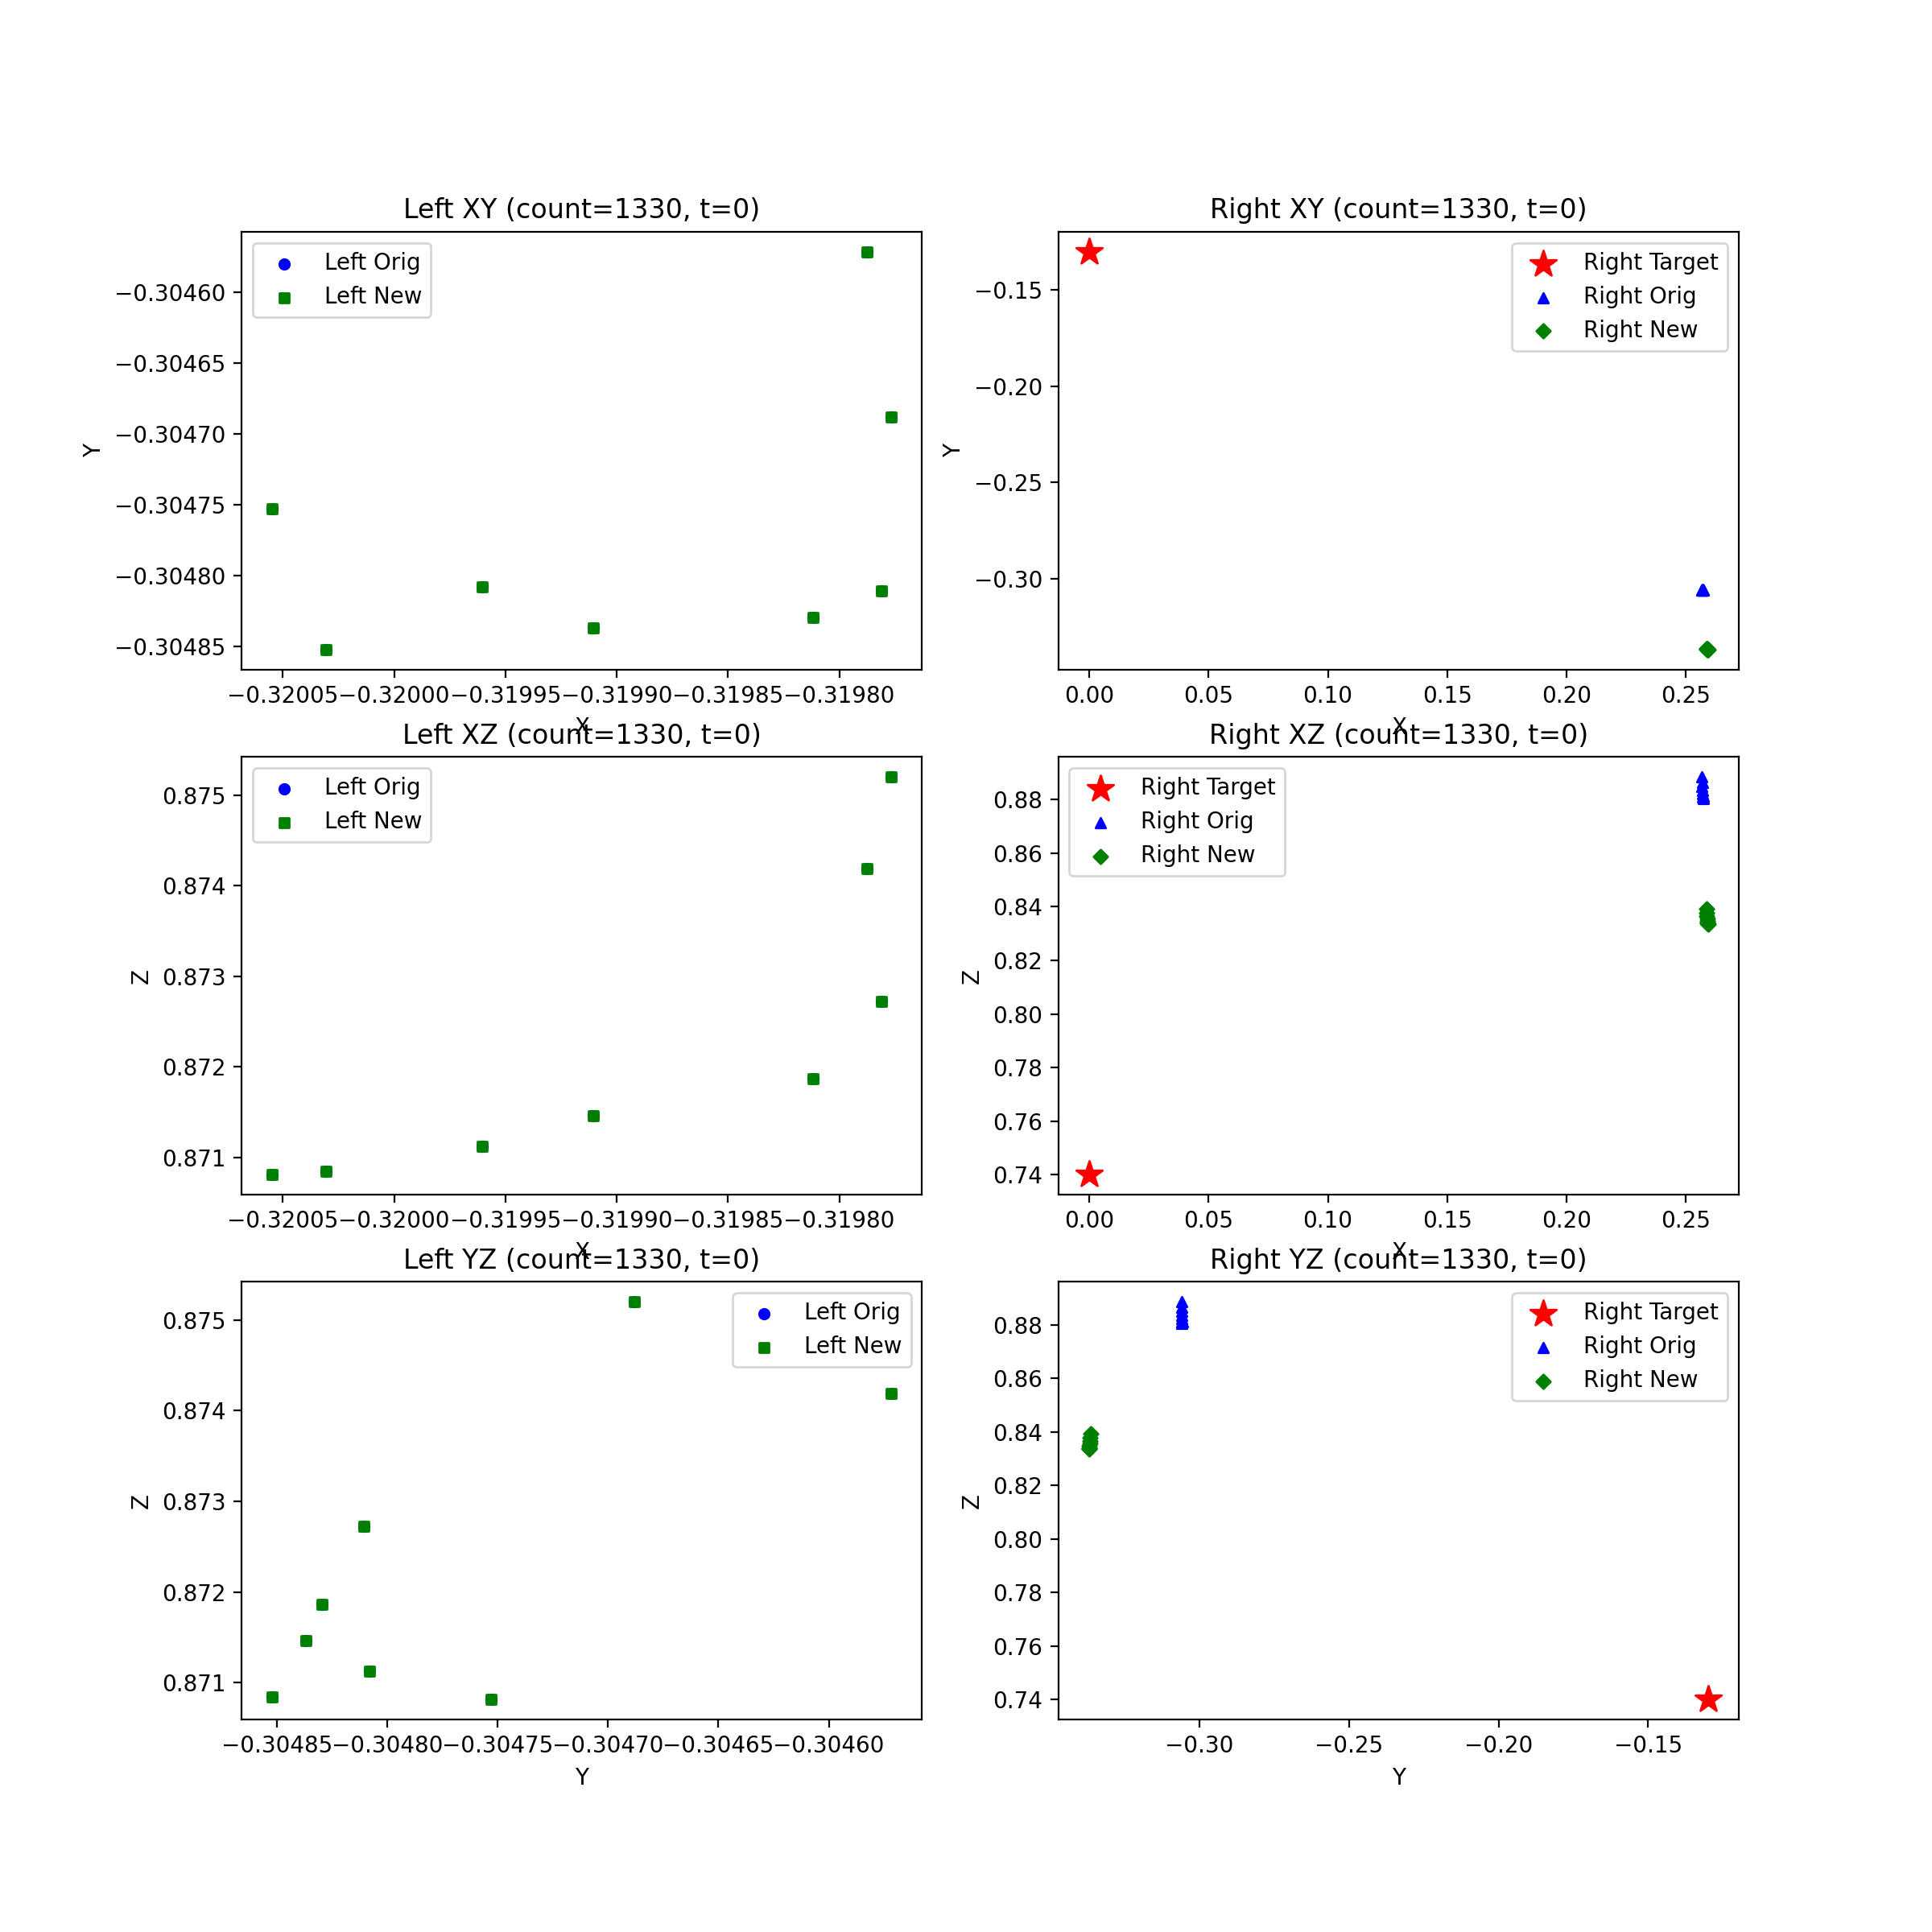 Left XY (count=1330, t=0)
Left Orig
Left New
−0.30460
−0.30465
−0.30470
−0.30475
−0.30480
−0.30485
Y
−0.32005 −0.32000 −0.31995 −0.31990 −0.31985 −0.31980
X
Right XY (count=1330, t=0)
Right Target
Right Orig
Right New
−0.15
−0.20
−0.25
−0.30
Y
0.00 0.05 0.10 0.15 0.20 0.25
X
Left XZ (count=1330, t=0)
Left Orig
Left New
0.875
0.874
0.873
0.872
0.871
Z
−0.32005 −0.32000 −0.31995 −0.31990 −0.31985 −0.31980
X
Right XZ (count=1330, t=0)
Right Target
Right Orig
Right New
0.88
0.86
0.84
0.82
0.80
0.78
0.76
0.74
Z
0.00 0.05 0.10 0.15 0.20 0.25
X
Left YZ (count=1330, t=0)
Left Orig
Left New
0.875
0.874
0.873
0.872
0.871
Z
−0.30485 −0.30480 −0.30475 −0.30470 −0.30465 −0.30460
Y
Right YZ (count=1330, t=0)
Right Target
Right Orig
Right New
0.88
0.86
0.84
0.82
0.80
0.78
0.76
0.74
Z
−0.30 −0.25 −0.20 −0.15
Y